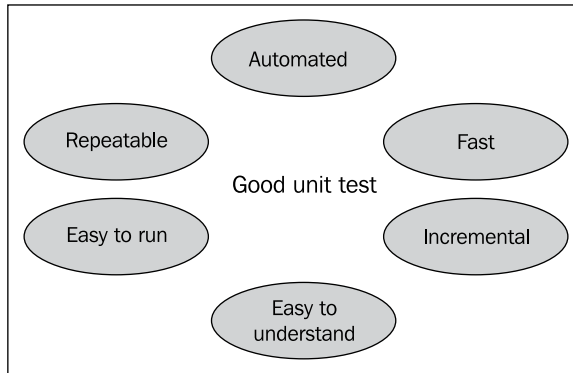 Automated
Repeatable
Fast
Good unit test
Easy to run
Incremental
Easy to
understand